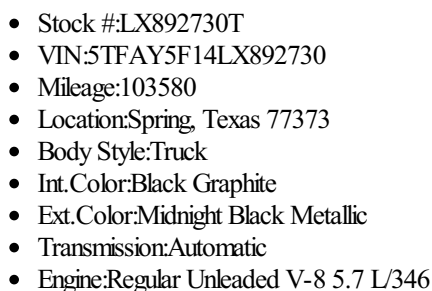 • Stock #:LX892730T
• VIN:5TFAY5F14LX892730
• Mileage:103580
• Location:Spring, Texas 77373
• Body Style:Truck
• Int.Color:Black Graphite
• Ext.Color:Midnight Black Metallic
• Transmission:Automatic
• Engine:Regular Unleaded V-8 5.7 L/346